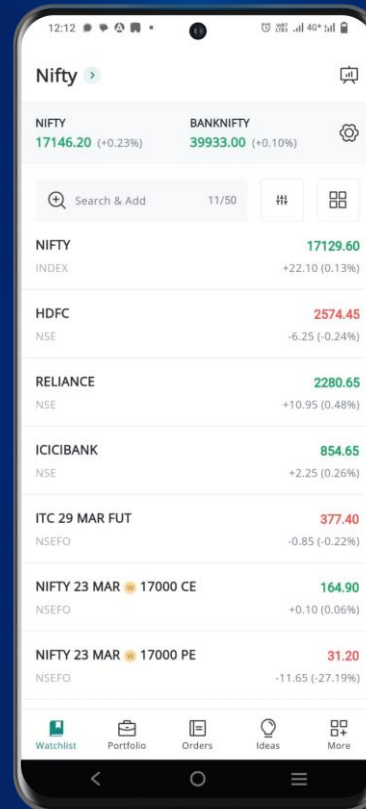 12:12
4G+
Nifty >
NIFTY BANKNIFTY
17146.20 (+0.23%) 39933.00 (+0.10%)
Search & Add 11/50
NIFTY 17129.60
INDEX +22.10 (0.13%)
HDFC 2574.45
NSE -6.25 (-0.24%)
RELIANCE 2280.65
NSE +10.95 (0.48%)
ICICIBANK 854.65
NSE +2.25 (0.26%)
ITC 29 MAR FUT 377.40
NSEFO -0.85 (-0.22%)
NIFTY 23 MAR W 17000 CE 164.90
NSEFO +0.10 (0.06%)
NIFTY 23 MAR W 17000 PE 31.20
NSEFO -11.65 (-27.19%)
Watchlist Portfolio Orders Ideas More